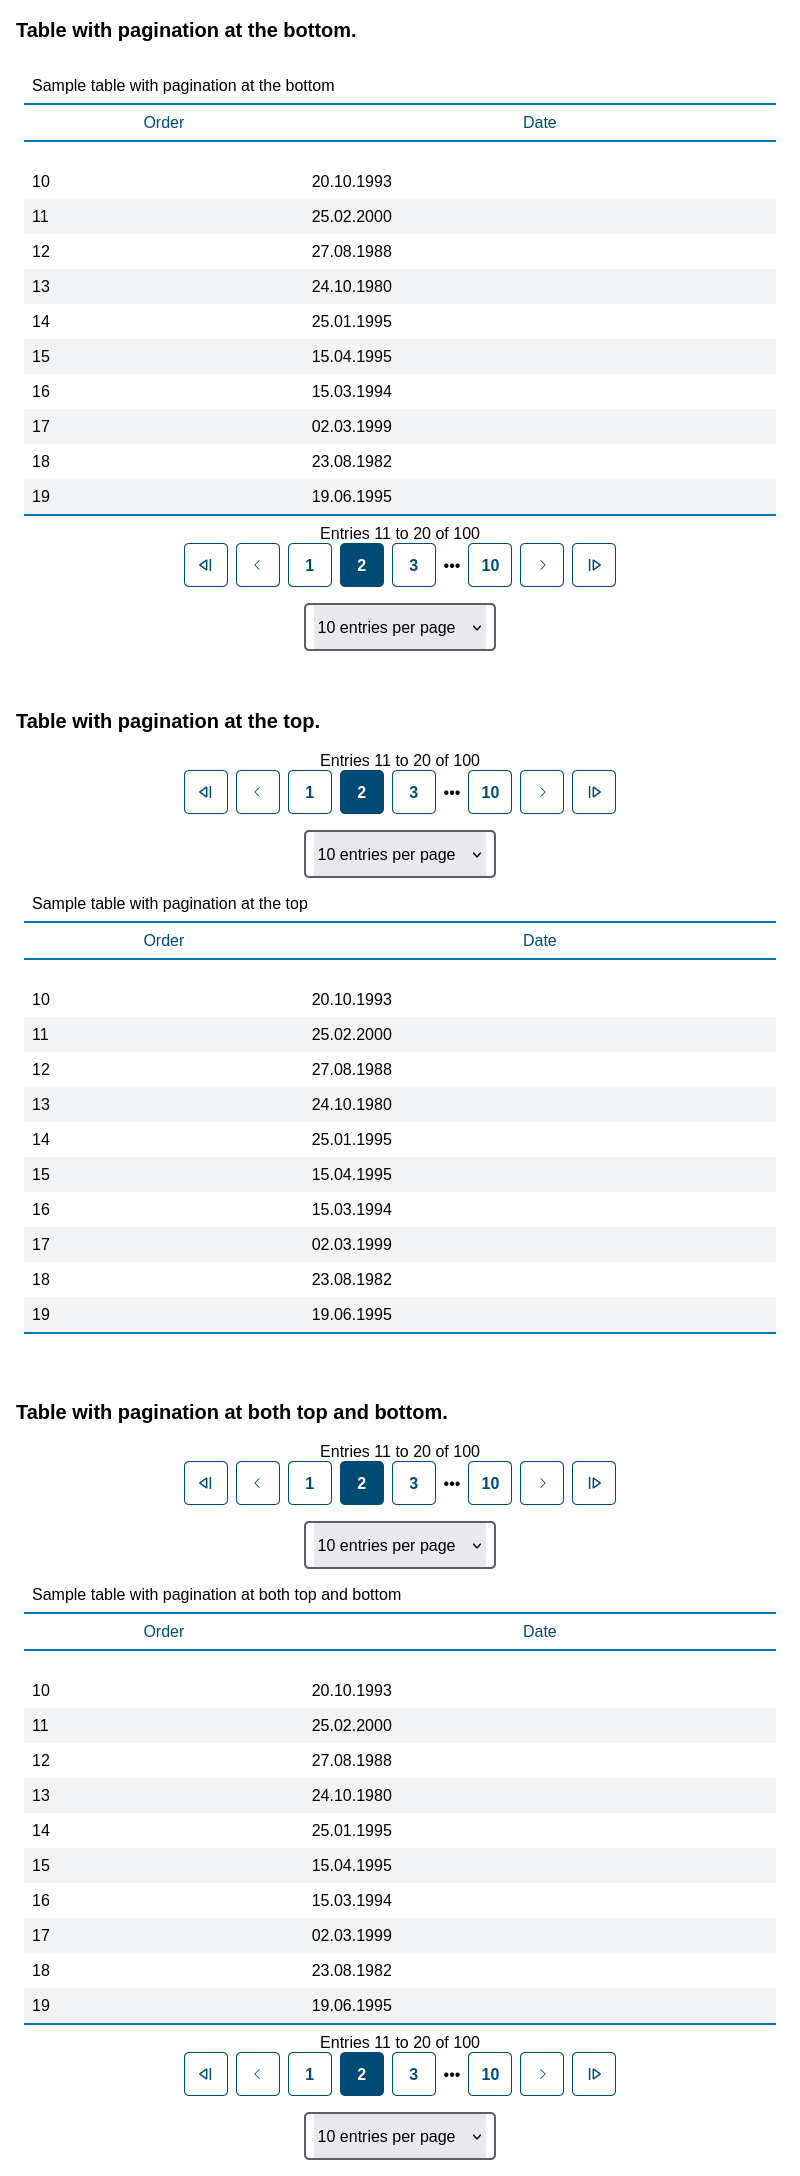 Table with pagination at the bottom.
Sample table with pagination at the bottom
Order Date
10 20.10.1993
11 25.02.2000
12 27.08.1988
13 24.10.1980
14 25.01.1995
15 15.04.1995
16 15.03.1994
17 02.03.1999
18 23.08.1982
19 19.06.1995
Entries 11 to 20 of 100
1 2 3 ••• 10
10 entries per page
Table with pagination at the top.
Entries 11 to 20 of 100
1 2 3 ••• 10
10 entries per page
Sample table with pagination at the top
Order Date
10 20.10.1993
11 25.02.2000
12 27.08.1988
13 24.10.1980
14 25.01.1995
15 15.04.1995
16 15.03.1994
17 02.03.1999
18 23.08.1982
19 19.06.1995
Table with pagination at both top and bottom.
Entries 11 to 20 of 100
1 2 3 ••• 10
10 entries per page
Sample table with pagination at both top and bottom
Order Date
10 20.10.1993
11 25.02.2000
12 27.08.1988
13 24.10.1980
14 25.01.1995
15 15.04.1995
16 15.03.1994
17 02.03.1999
18 23.08.1982
19 19.06.1995
Entries 11 to 20 of 100
1 2 3 ••• 10
10 entries per page